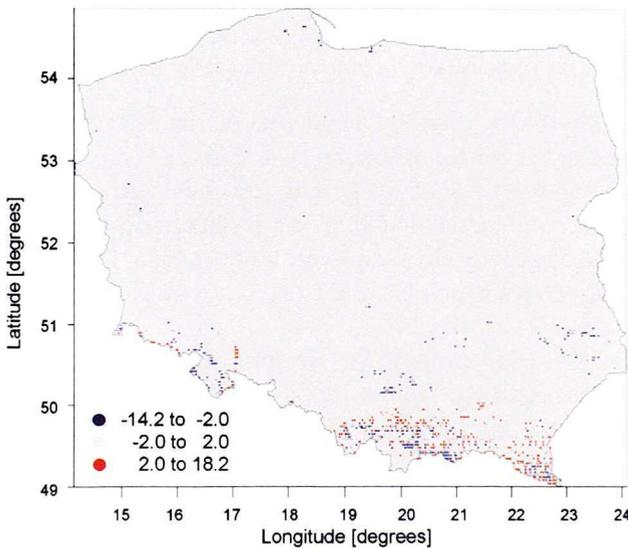 54
53
52
51
50
49
Latitude [degrees]
-14.2 to -2.0
-2.0 to 2.0
2.0 to 18.2
15 16 17 18 19 20 21 22 23 24
Longitude [degrees]